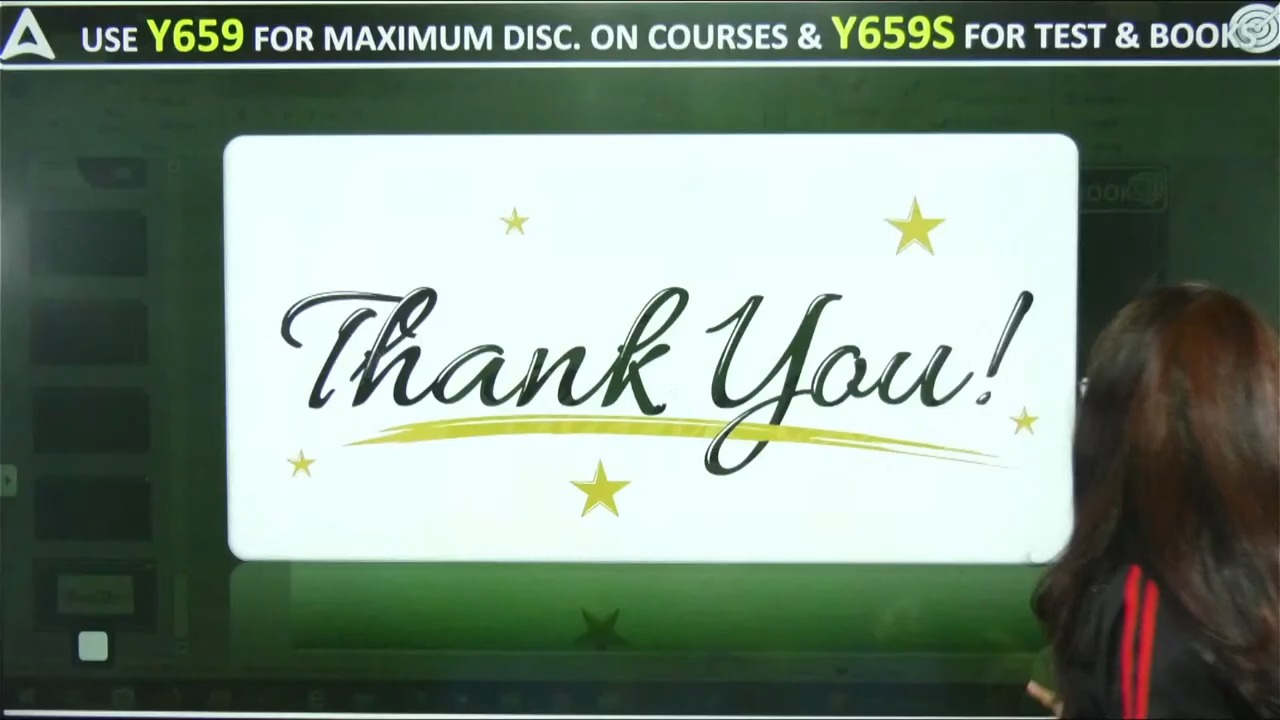 USE Y659 FOR MAXIMUM DISC. ON COURSES & Y659S FOR TEST & BOOKS
Thank You!